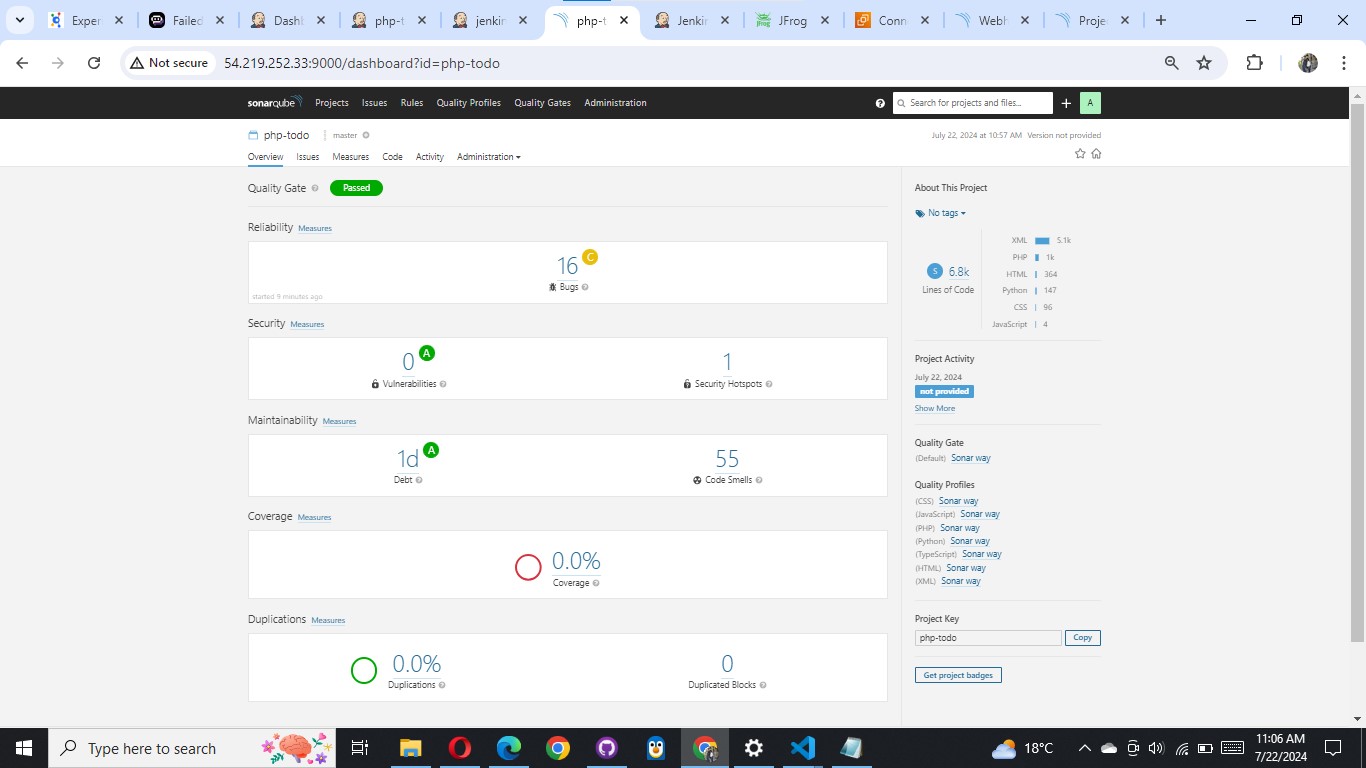 Exper
Failed
Dashb
php-t
jenkin
php-t
Jenkin
JFrog
Conne
Webh
Projec
Not secure
54.219.252.33:9000/dashboard?id=php-todo
sonarqube
Projects
Issues
Rules
Quality Profiles
Quality Gates
Administration
Search for projects and files...
A
php-todo
master
July 22, 2024 at 10:57 AM Version not provided
Overview
Issues
Measures
Code
Activity
Administration
Quality Gate
Passed
Reliability Measures
16 C
Bugs
started 9 minutes ago
Security Measures
0 A
Vulnerabilities
1
Security Hotspots
Maintainability Measures
1d A
Debt
55
Code Smells
Coverage Measures
0.0%
Coverage
Duplications Measures
0.0%
Duplications
0
Duplicated Blocks
About This Project
No tags
S 6.8k
Lines of Code
XML 5.1k
PHP 1k
HTML 364
Python 147
CSS 96
JavaScript 4
Project Activity
July 22, 2024
not provided
Show More
Quality Gate
(Default) Sonar way
Quality Profiles
(CSS) Sonar way
(JavaScript) Sonar way
(PHP) Sonar way
(Python) Sonar way
(TypeScript) Sonar way
(HTML) Sonar way
(XML) Sonar way
Project Key
php-todo
Copy
Get project badges
Type here to search
18°C
11:06 AM
7/22/2024